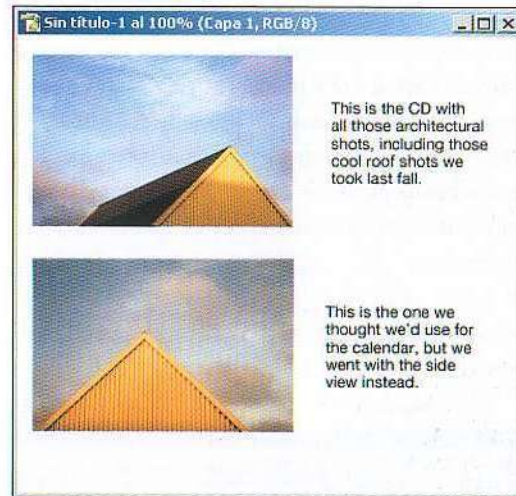 Sin título-1 al 100% (Capa 1, RGB/8)
This is the CD with
all those architectural
shots, including those
cool roof shots we
took last fall.
This is the one we
thought we'd use for
the calendar, but we
went with the side
view instead.